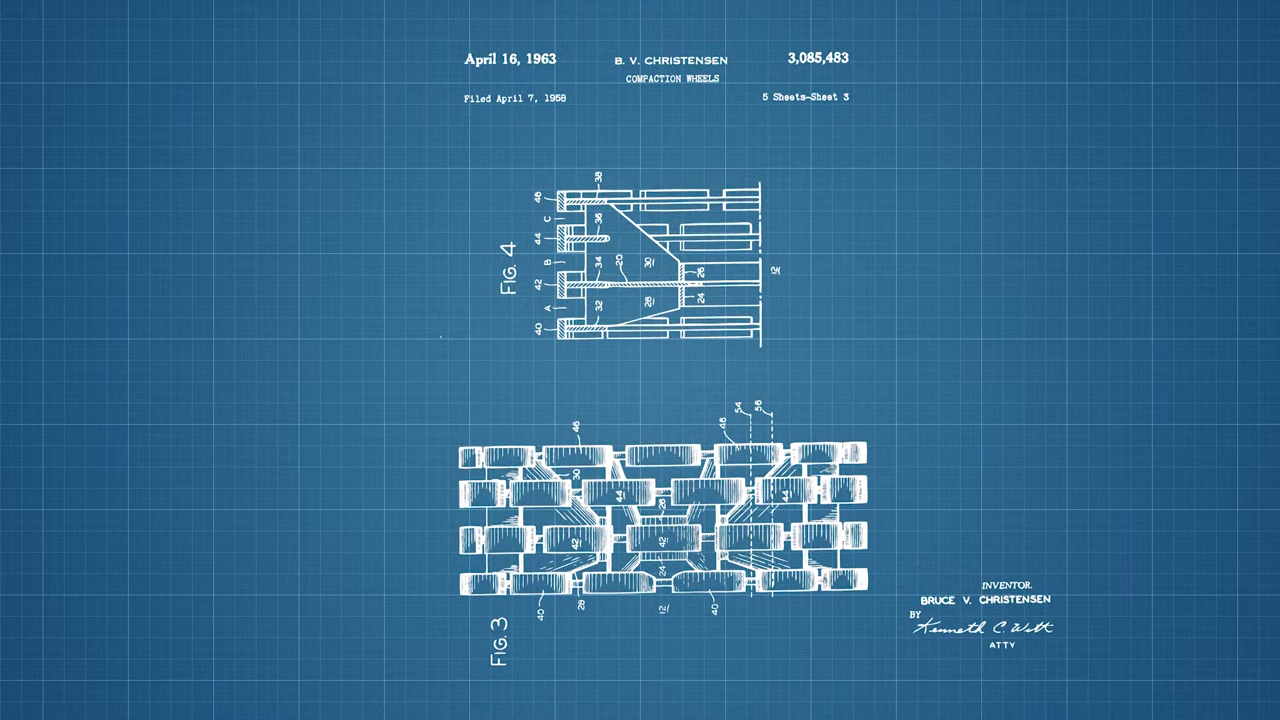 April 16, 1963
B. V. CHRISTENSEN
3,085,483
COMPACTION WHEELS
Filed April 7, 1958
5 Sheets-Sheet 3
FIG. 4
46
38
C
36
44
B
34
20
30
26
42
12
A
32
28
24
40
54
56
46
46
30
44
44
26
42
42
24
28
40
12
40
FIG. 3
INVENTOR.
BRUCE V. CHRISTENSEN
BY
Kenneth C. Witt
ATTY